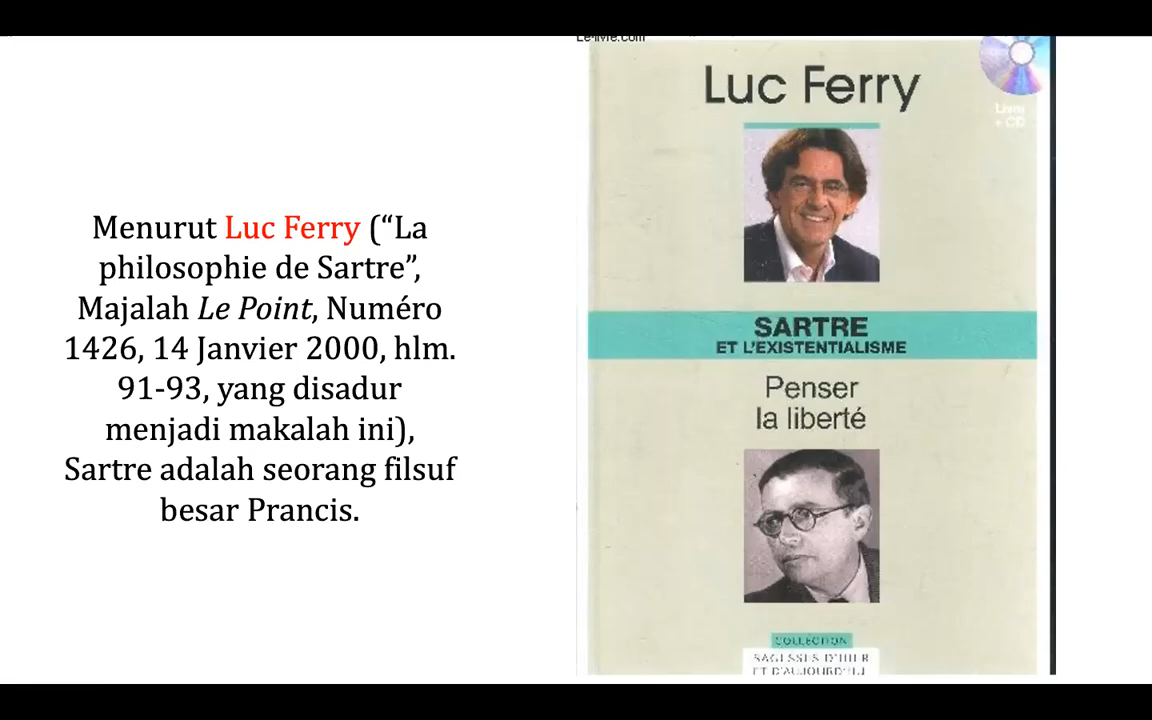 Menurut Luc Ferry (“La
philosophie de Sartre”,
Majalah Le Point, Numéro
1426, 14 Janvier 2000, hlm.
91-93, yang disadur
menjadi makalah ini),
Sartre adalah seorang filsuf
besar Prancis.
Le-livre.com
Luc Ferry
Livre
+ CD
SARTRE
ET L'EXISTENTIALISME
Penser
la liberté
COLLECTION
SAGESSES D'HIER
ET D'AUJOURD'HUI